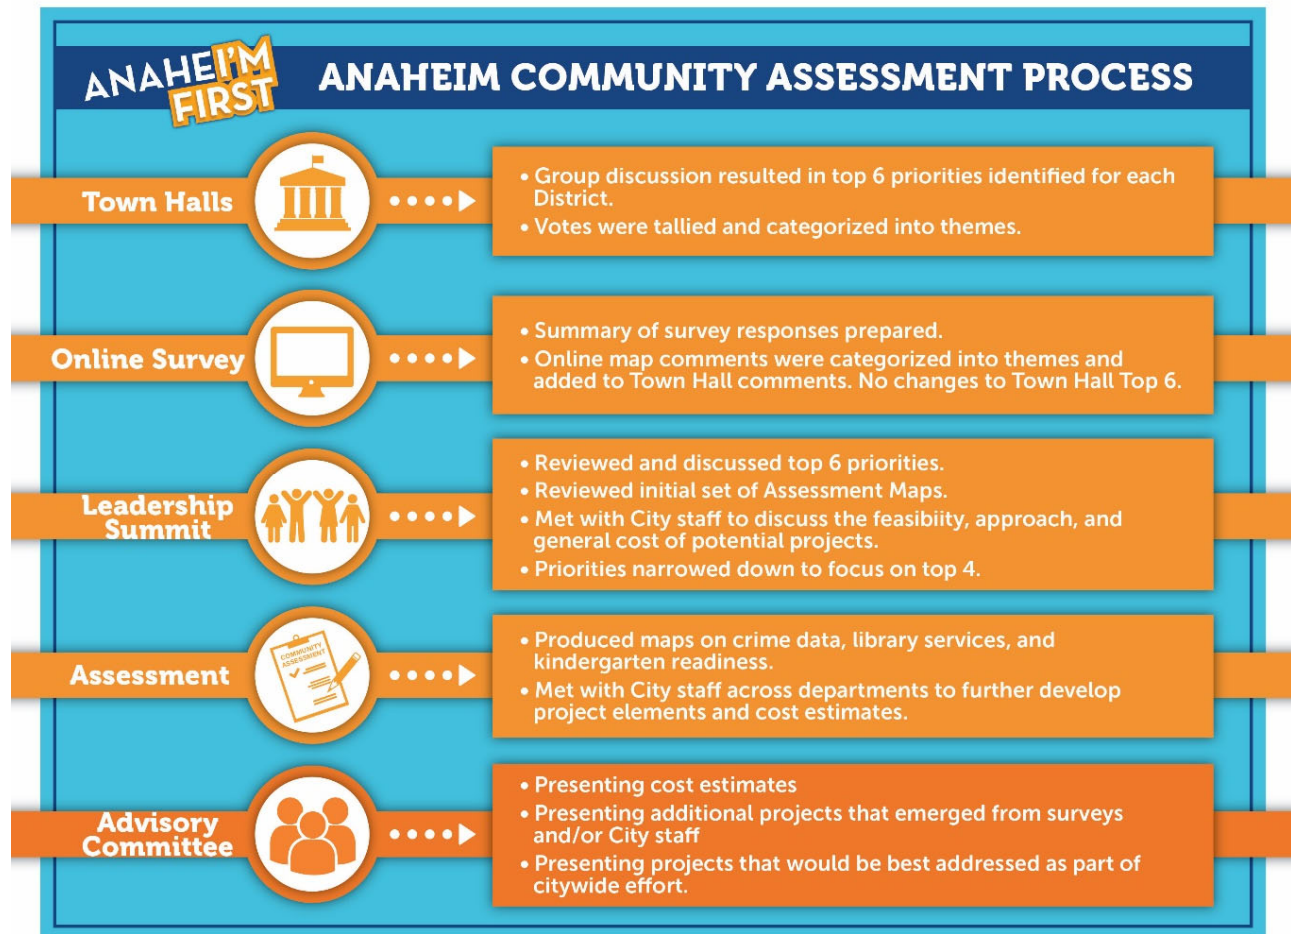 ANAHEI'M
FIRST
ANAHEIM COMMUNITY ASSESSMENT PROCESS
Town Halls
• Group discussion resulted in top 6 priorities identified for each
District.
• Votes were tallied and categorized into themes.
Online Survey
• Summary of survey responses prepared.
• Online map comments were categorized into themes and
added to Town Hall comments. No changes to Town Hall Top 6.
Leadership
Summit
• Reviewed and discussed top 6 priorities.
• Reviewed initial set of Assessment Maps.
• Met with City staff to discuss the feasibiity, approach, and
general cost of potential projects.
• Priorities narrowed down to focus on top 4.
Assessment
COMMUNITY
ASSESSMENT
• Produced maps on crime data, library services, and
kindergarten readiness.
• Met with City staff across departments to further develop
project elements and cost estimates.
Advisory
Committee
• Presenting cost estimates
• Presenting additional projects that emerged from surveys
and/or City staff
• Presenting projects that would be best addressed as part of
citywide effort.